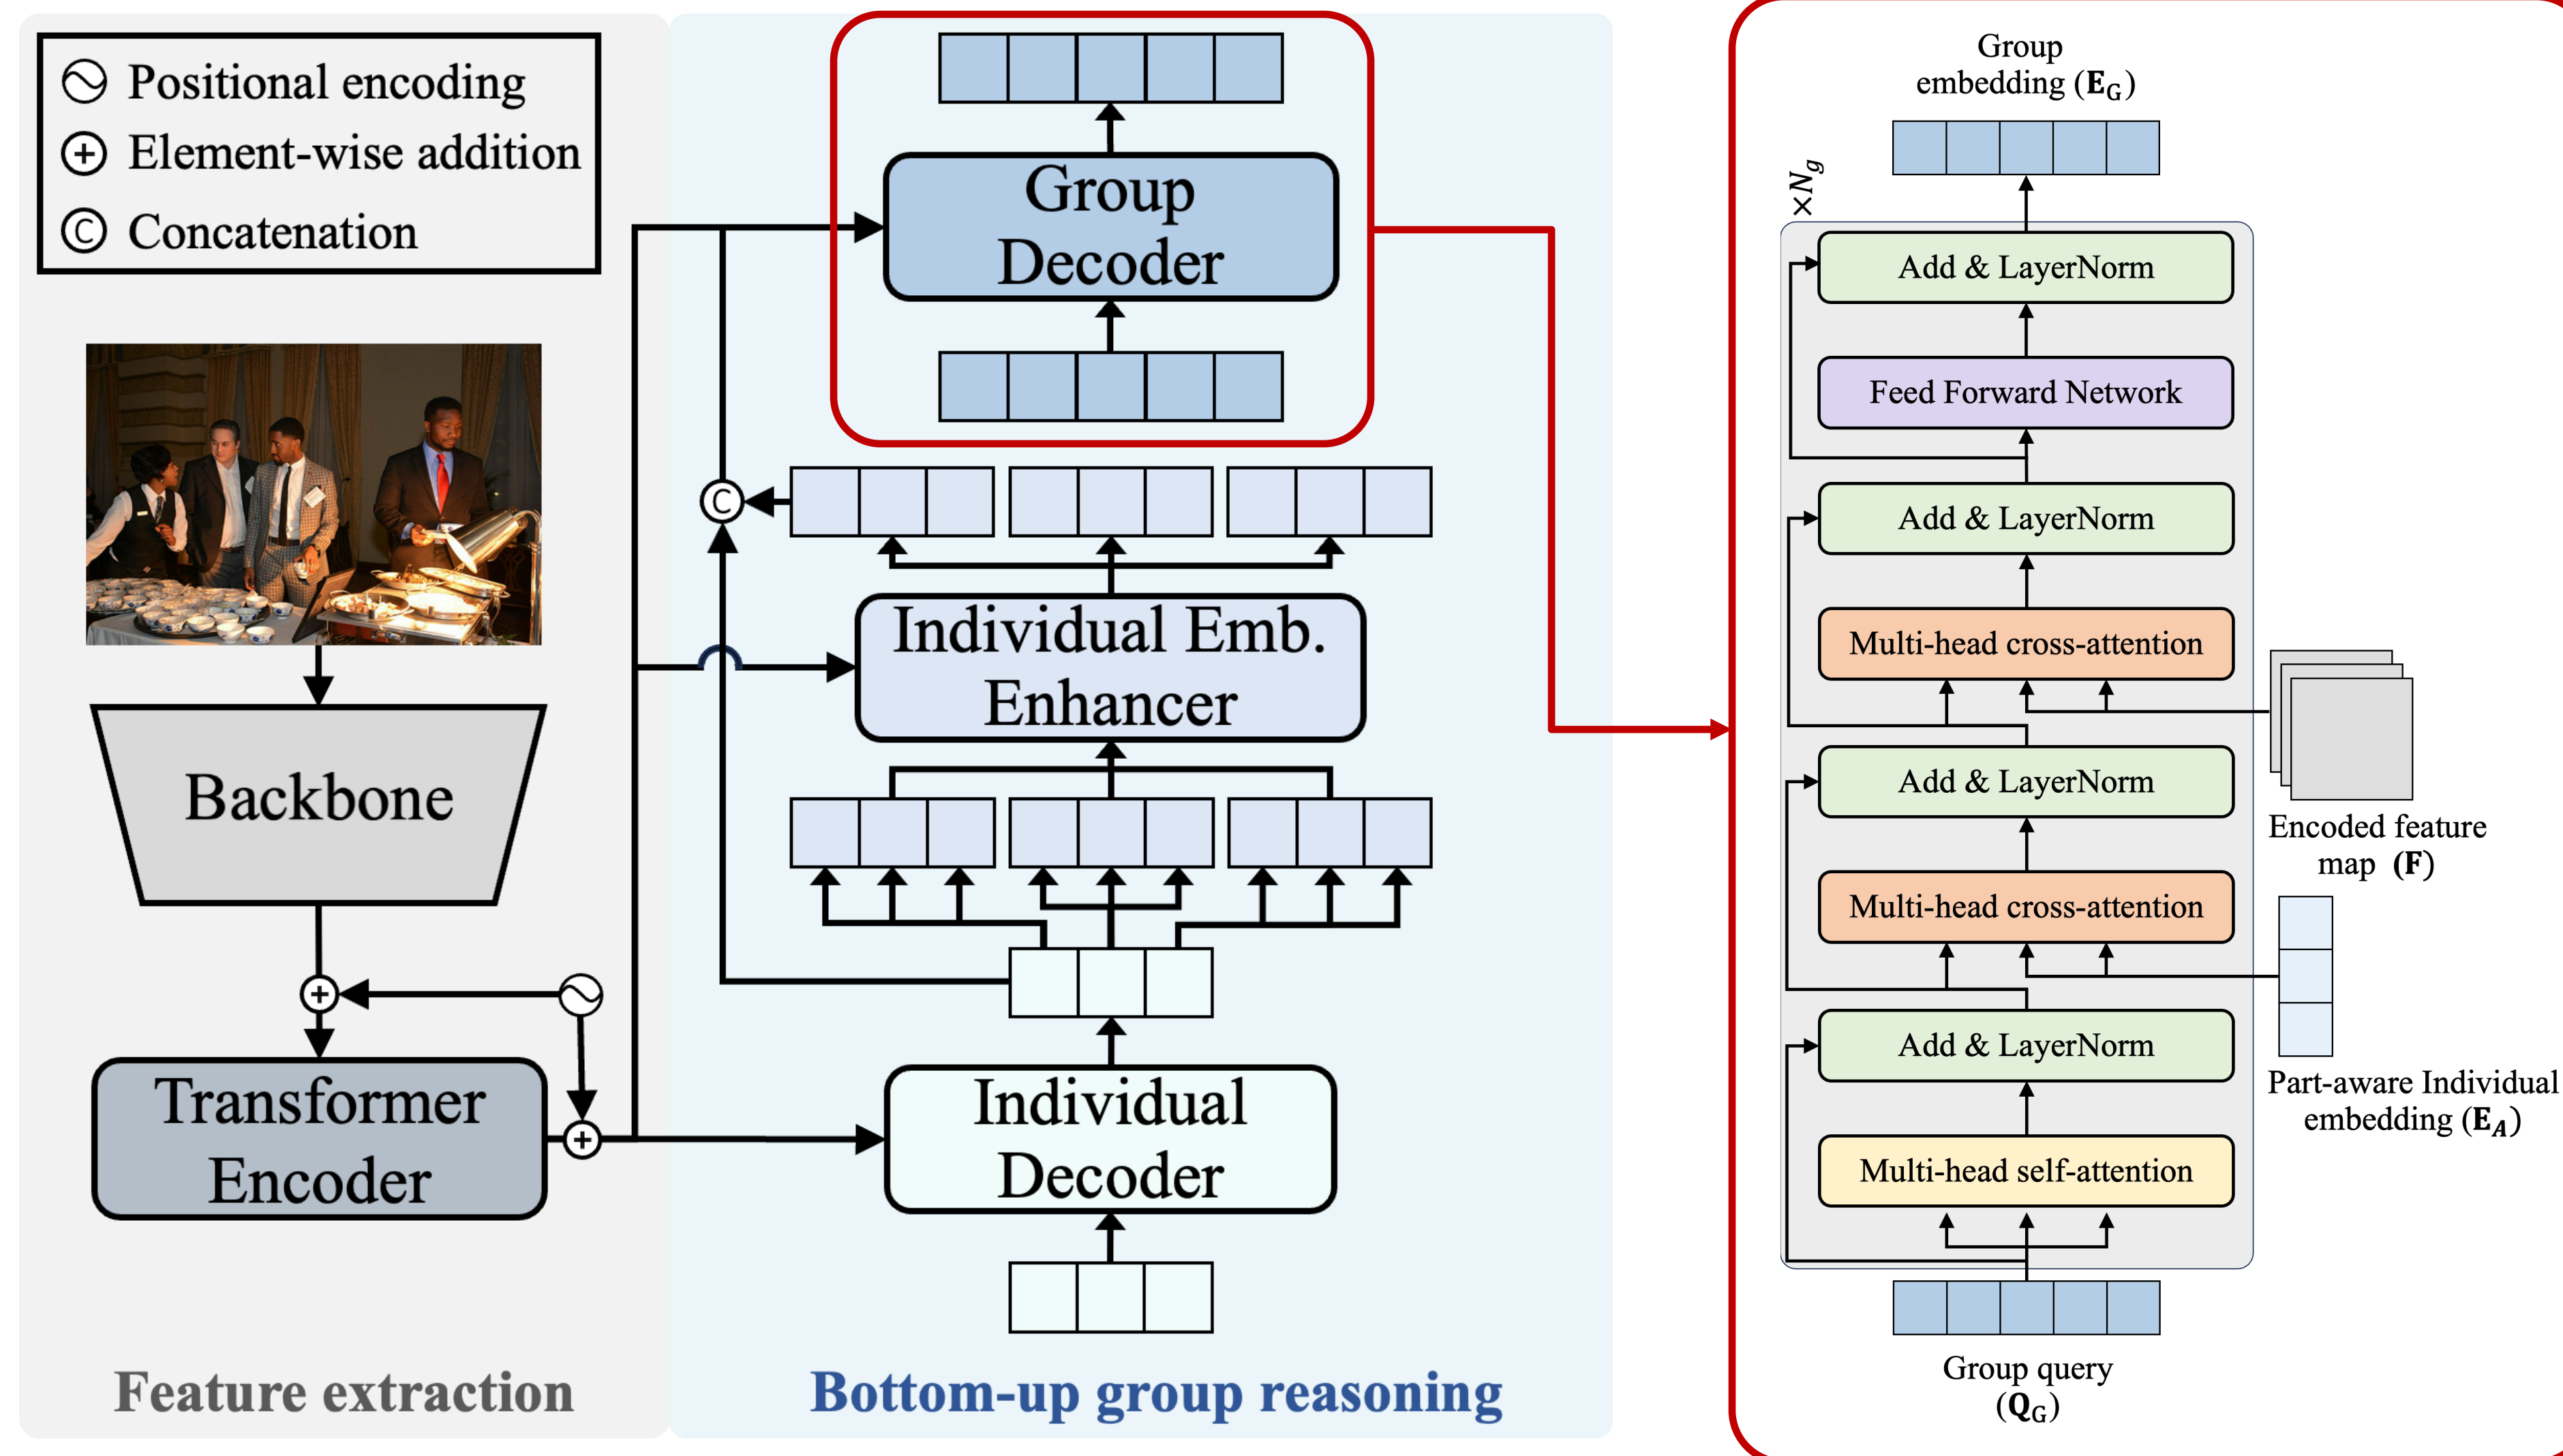 Positional encoding
+ Element-wise addition
C Concatenation
Backbone
+
Transformer
Encoder
+
Feature extraction
Group
Decoder
C
Individual Emb.
Enhancer
Individual
Decoder
Bottom-up group reasoning
Group
embedding (E_G)
×N_g
Add & LayerNorm
Feed Forward Network
Add & LayerNorm
Multi-head cross-attention
Add & LayerNorm
Encoded feature
map (F)
Multi-head cross-attention
Add & LayerNorm
Part-aware Individual
embedding (E_A)
Multi-head self-attention
Group query
(Q_G)